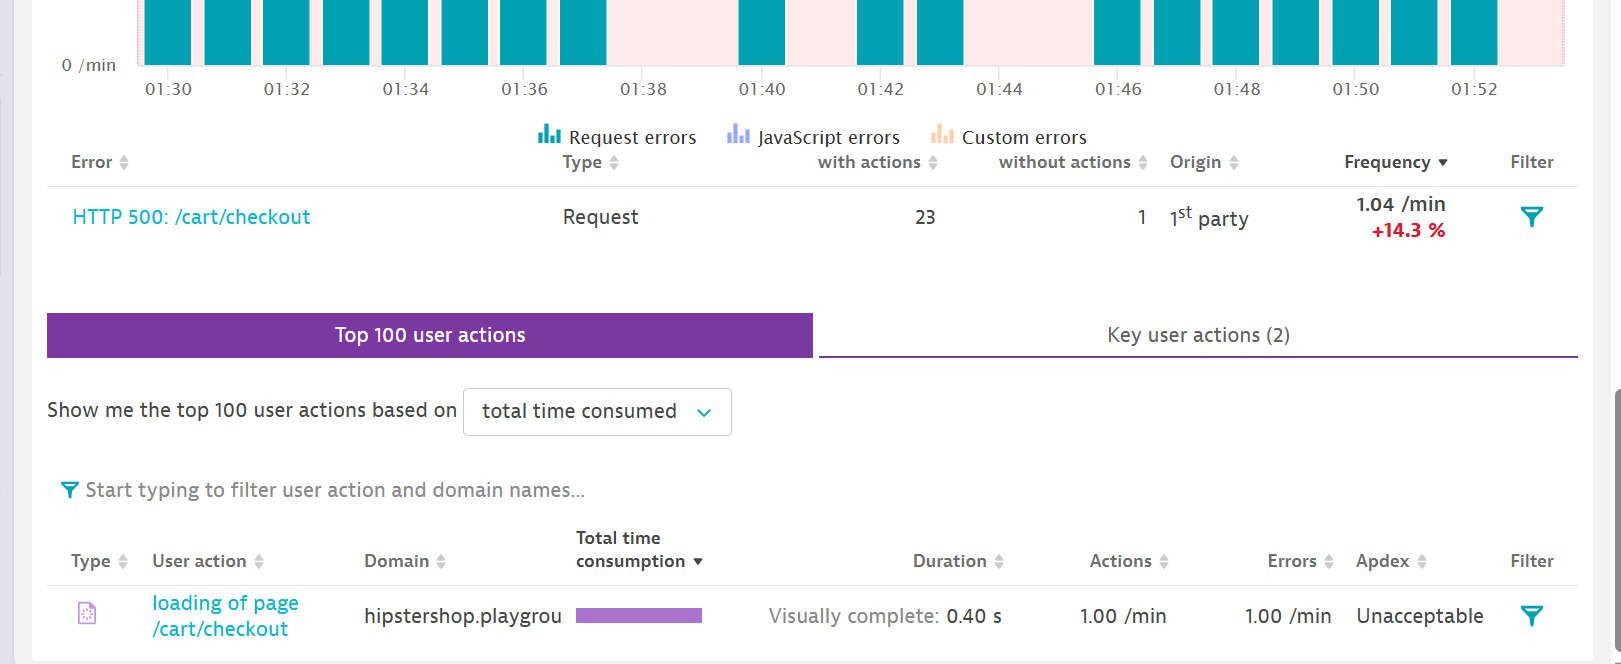 0 /min
01:30 01:32 01:34 01:36 01:38 01:40 01:42 01:44 01:46 01:48 01:50 01:52
Request errors JavaScript errors Custom errors
Error Type with actions without actions Origin Frequency Filter
HTTP 500: /cart/checkout Request 23 1 1st party 1.04 /min
+14.3 %
Top 100 user actions Key user actions (2)
Show me the top 100 user actions based on total time consumed
Start typing to filter user action and domain names...
Total time
Type User action Domain consumption Duration Actions Errors Apdex Filter
loading of page
/cart/checkout hipstershop.playgrou Visually complete: 0.40 s 1.00 /min 1.00 /min Unacceptable